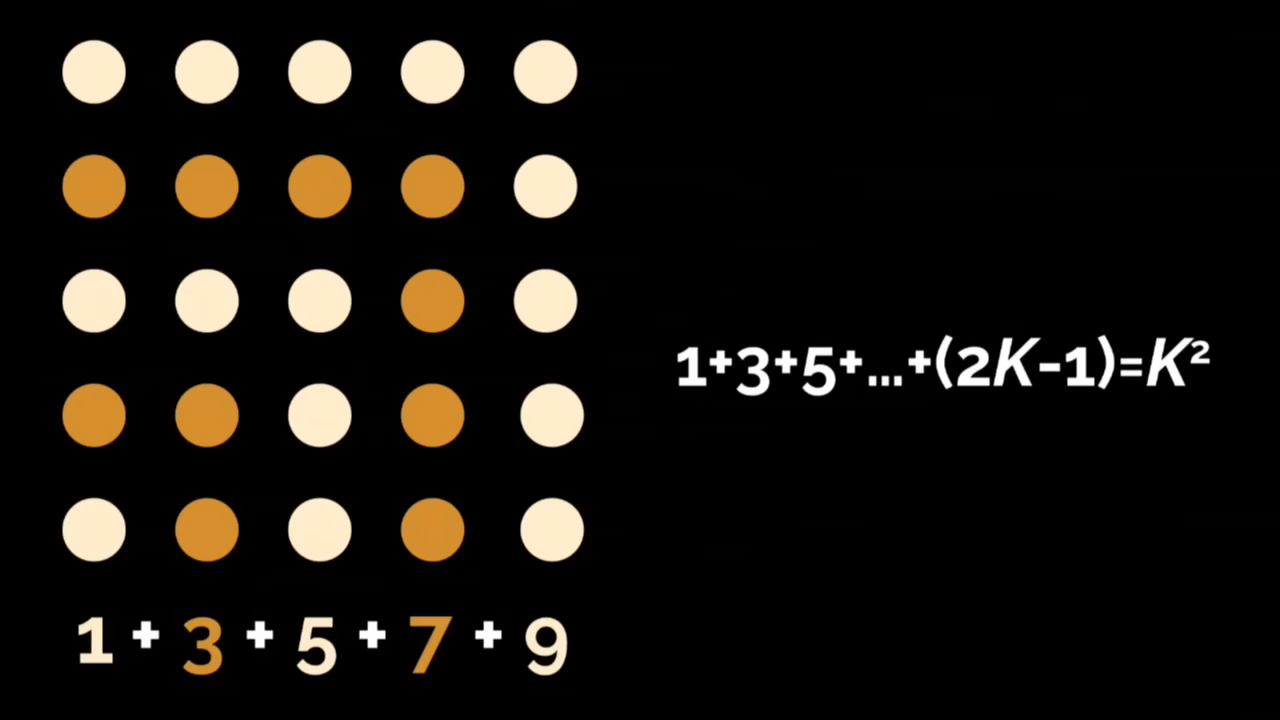 1+3+5+...+(2K-1)=K²
1 + 3 + 5 + 7 + 9